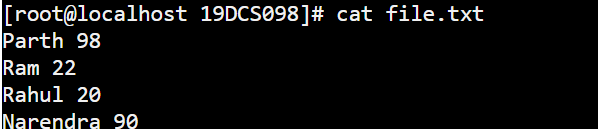 [root@localhost 19DCS098]# cat file.txt
Parth 98
Ram 22
Rahul 20
Narendra 90